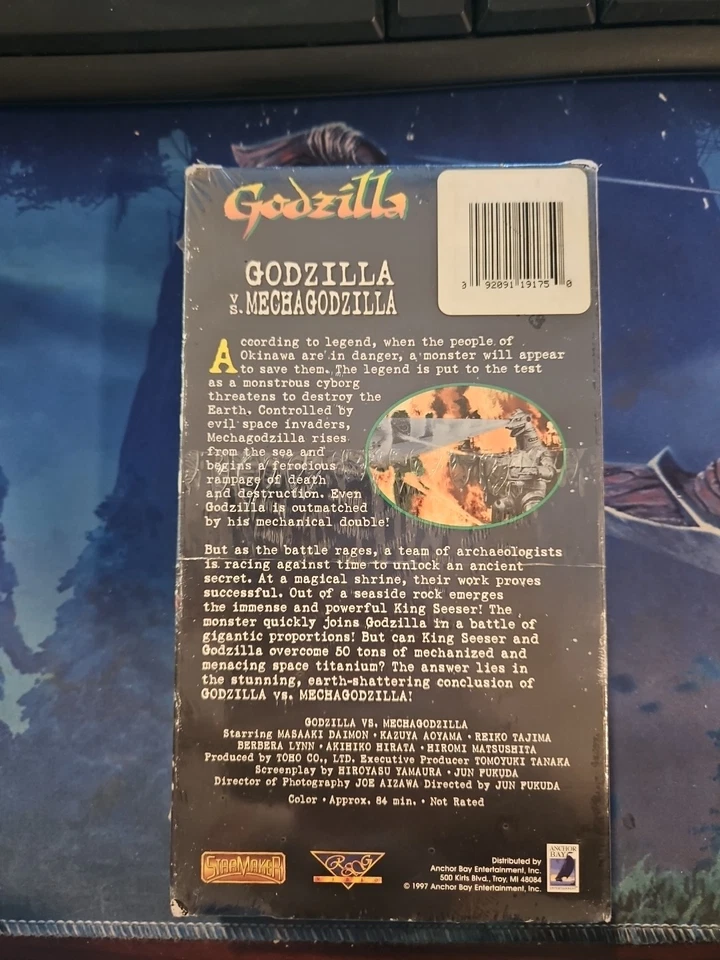 Godzilla
0 92091 19175 0
GODZILLA
VS. MECHAGODZILLA
According to legend, when the people of
Okinawa are in danger, a monster will appear
to save them. The legend is put to the test
as a monstrous cyborg
threatens to destroy the
Earth. Controlled by
evil space invaders,
Mechagodzilla rises
from the sea and
begins a ferocious
rampage of death
and destruction. Even
Godzilla is outmatched
by his mechanical double!
But as the battle rages, a team of archaeologists
is racing against time to unlock an ancient
secret. At a magical shrine, their work proves
successful. Out of a seaside rock emerges
the immense and powerful King Seeser! The
monster quickly joins Godzilla in a battle of
gigantic proportions! But can King Seeser and
Godzilla overcome 50 tons of mechanized and
menacing space titanium? The answer lies in
the stunning, earth-shattering conclusion of
GODZILLA vs. MECHAGODZILLA!
GODZILLA VS. MECHAGODZILLA
Starring MASAAKI DAIMON · KAZUYA AOYAMA · REIKO TAJIMA
BERBERA LYNN · AKIHIKO HIRATA · HIROMI MATSUSHITA
Produced by TOHO CO., LTD. Executive Producer TOMOYUKI TANAKA
Screenplay by HIROYASU YAMAURA · JUN FUKUDA
Director of Photography JOE AIZAWA Directed by JUN FUKUDA
Color · Approx. 84 min. · Not Rated
STARMAKER
R&G
VIDEO
Distributed by
Anchor Bay Entertainment, Inc.
500 Kirts Blvd., Troy, MI 48084
© 1997 Anchor Bay Entertainment, Inc.
ANCHOR
BAY